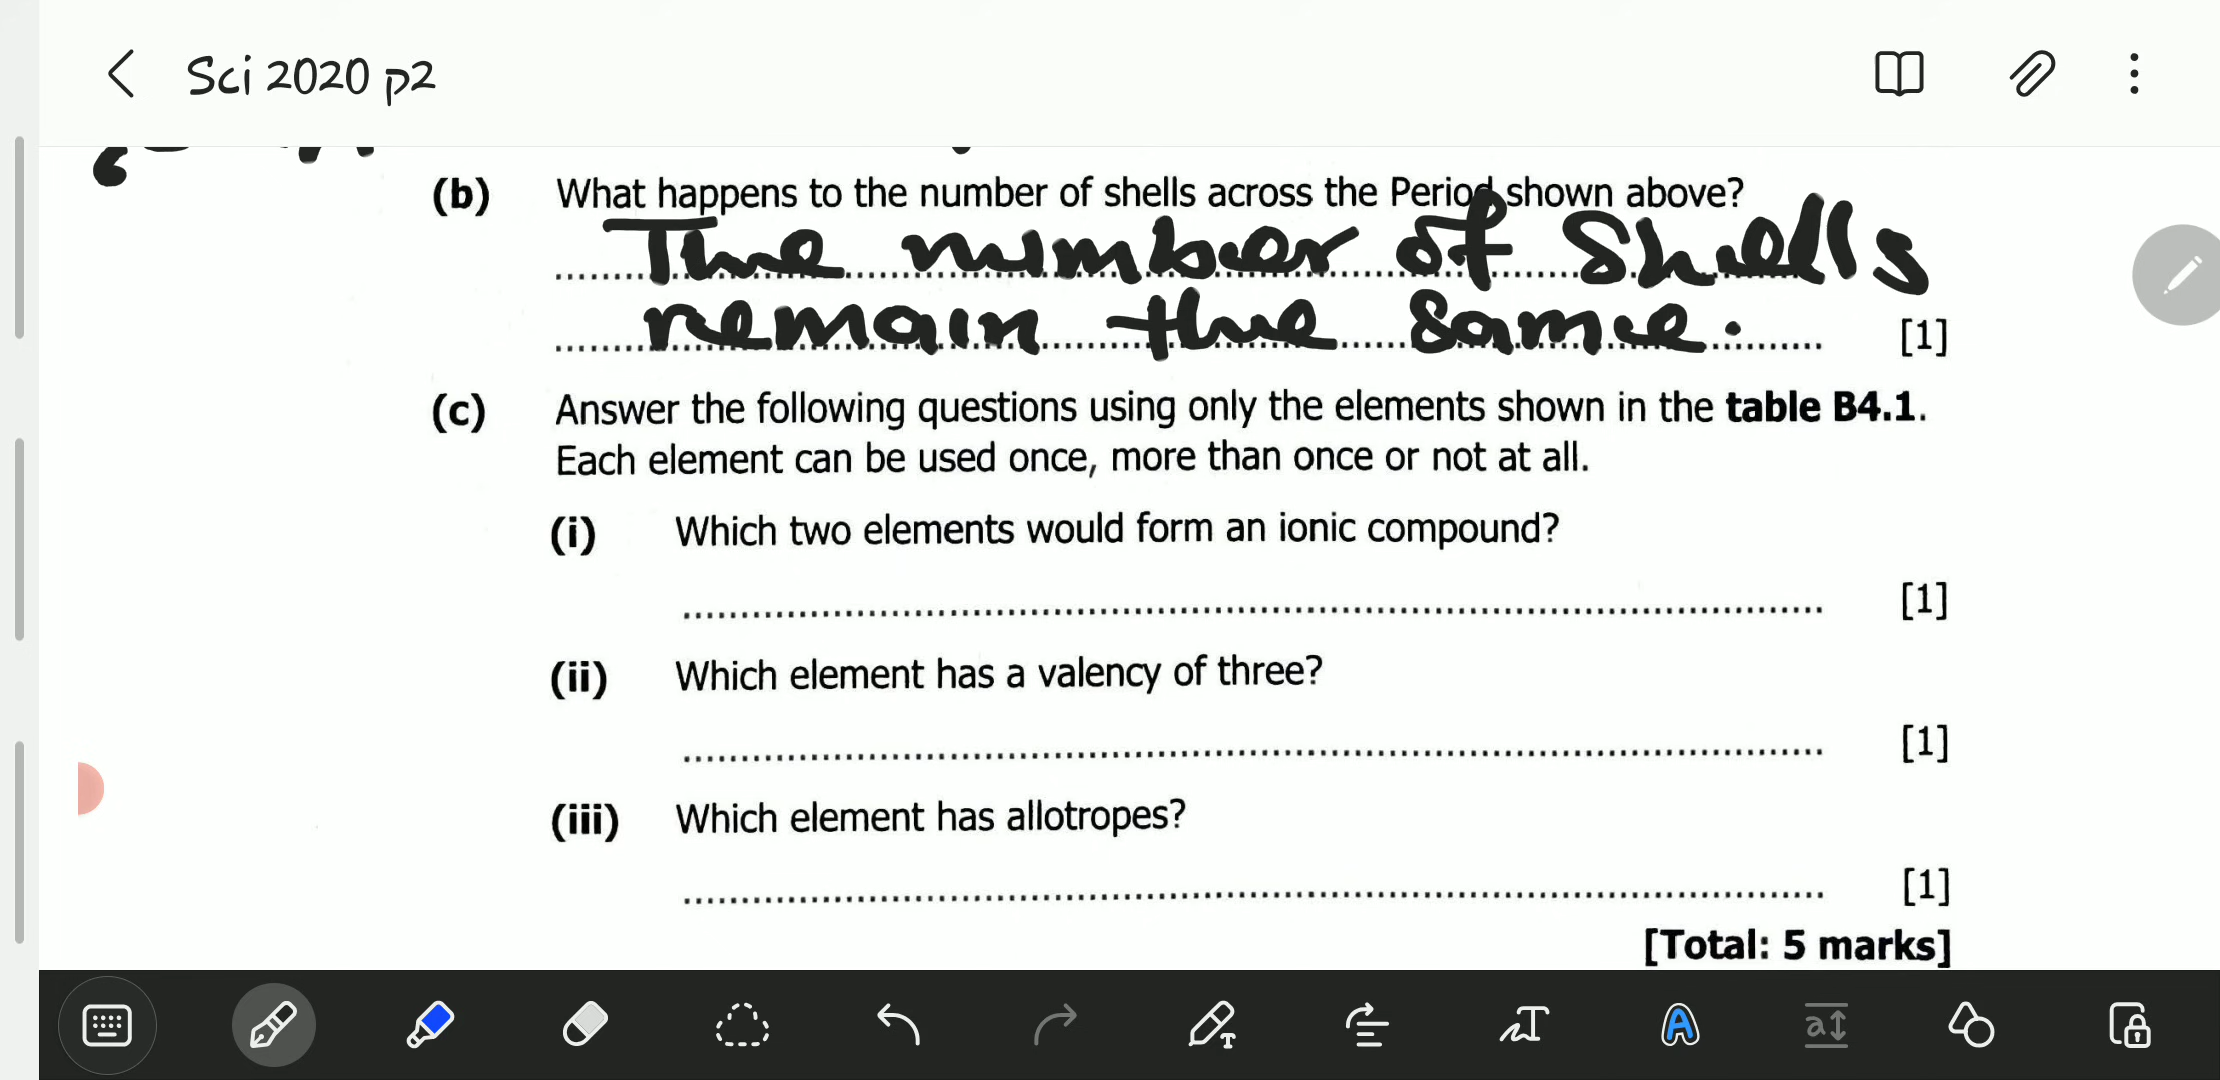 Sci 2020 p2
(b) What happens to the number of shells across the Period shown above?
The number of Shells
remain the same. [1]
(c) Answer the following questions using only the elements shown in the table B4.1.
Each element can be used once, more than once or not at all.
(i) Which two elements would form an ionic compound?
[1]
(ii) Which element has a valency of three?
[1]
(iii) Which element has allotropes?
[1]
[Total: 5 marks]